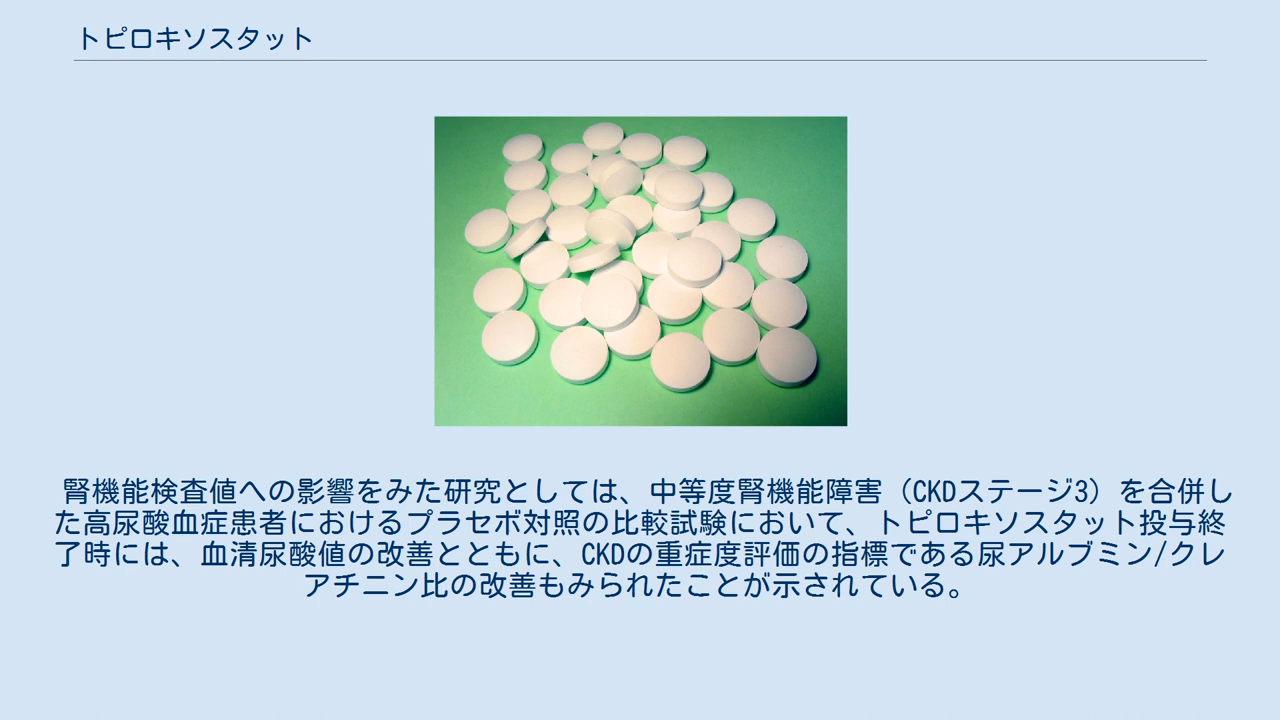 トピロキソスタット
腎機能検査値への影響をみた研究としては、中等度腎機能障害（CKDステージ3）を合併し
た高尿酸血症患者におけるプラセボ対照の比較試験において、トピロキソスタット投与終
了時には、血清尿酸値の改善とともに、CKDの重症度評価の指標である尿アルブミン/クレ
アチニン比の改善もみられたことが示されている。